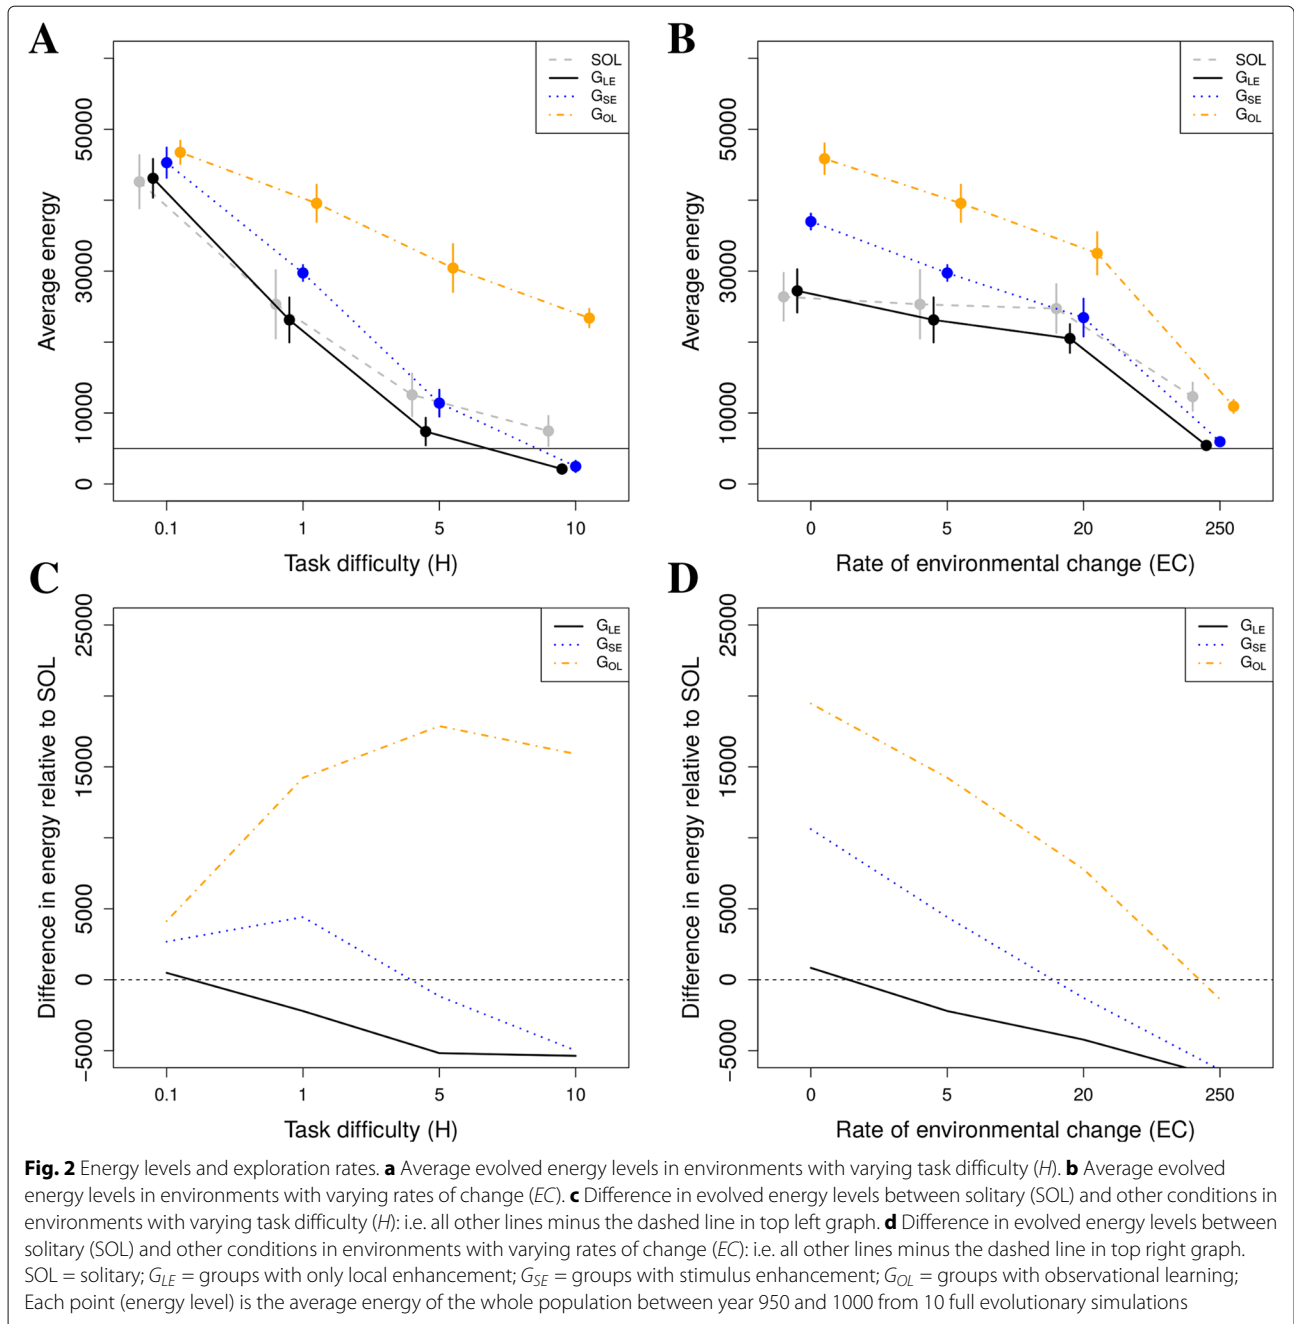 A
SOL
GLE
GSE
GOL
Average energy
50000
30000
10000
0
0.1 1 5 10
Task difficulty (H)
B
SOL
GLE
GSE
GOL
Average energy
50000
30000
10000
0
0 5 20 250
Rate of environmental change (EC)
C
GLE
GSE
GOL
Difference in energy relative to SOL
25000
15000
5000
0
−5000
0.1 1 5 10
Task difficulty (H)
D
GLE
GSE
GOL
Difference in energy relative to SOL
25000
15000
5000
0
−5000
0 5 20 250
Rate of environmental change (EC)
Fig. 2 Energy levels and exploration rates. a Average evolved energy levels in environments with varying task difficulty (H). b Average evolved
energy levels in environments with varying rates of change (EC). c Difference in evolved energy levels between solitary (SOL) and other conditions in
environments with varying task difficulty (H): i.e. all other lines minus the dashed line in top left graph. d Difference in evolved energy levels between
solitary (SOL) and other conditions in environments with varying rates of change (EC): i.e. all other lines minus the dashed line in top right graph.
SOL = solitary; GLE = groups with only local enhancement; GSE = groups with stimulus enhancement; GOL = groups with observational learning;
Each point (energy level) is the average energy of the whole population between year 950 and 1000 from 10 full evolutionary simulations